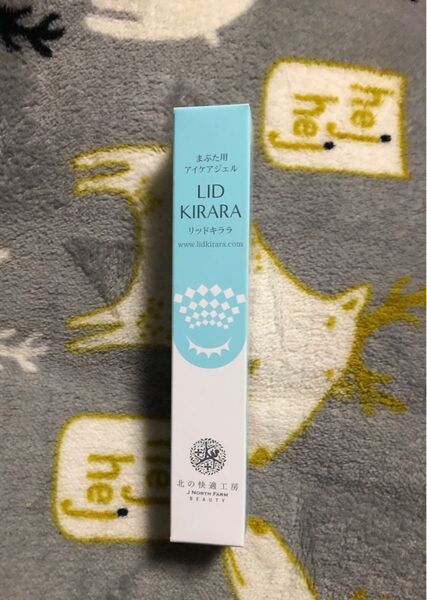 hej
hej
まぶた用
アイケアジェル
LID
KIRARA
リッドキララ
www.lidkirara.com
北の快適工房
J NORTH FARM
BEAUTY
hej
hej